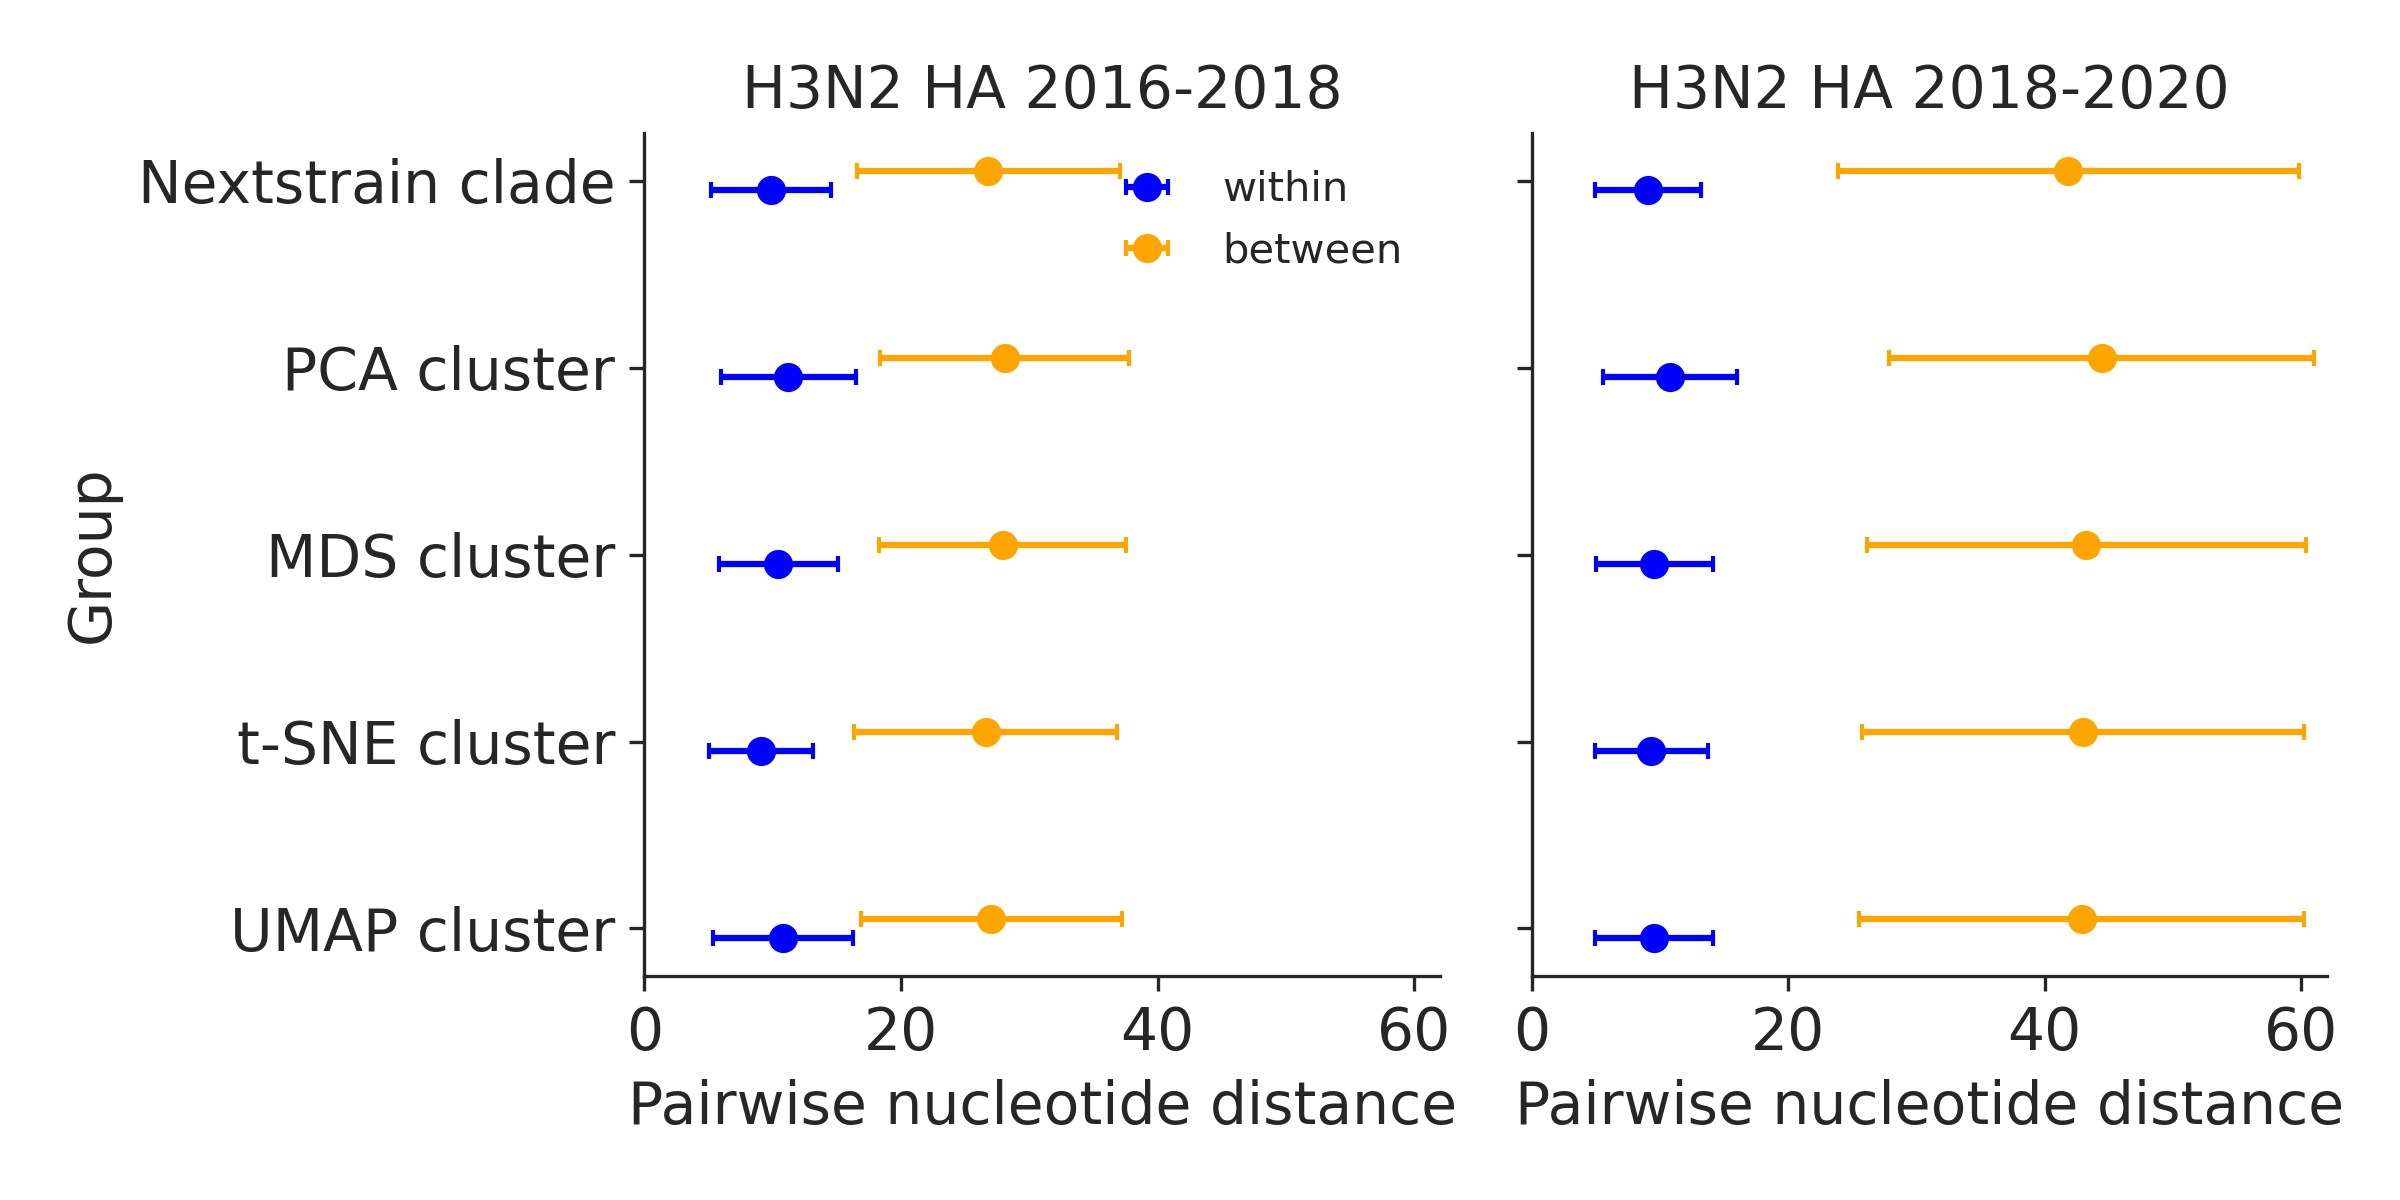 H3N2 HA 2016-2018
H3N2 HA 2018-2020
Group
Nextstrain clade
PCA cluster
MDS cluster
t-SNE cluster
UMAP cluster
within
between
0 20 40 60
0 20 40 60
Pairwise nucleotide distance
Pairwise nucleotide distance